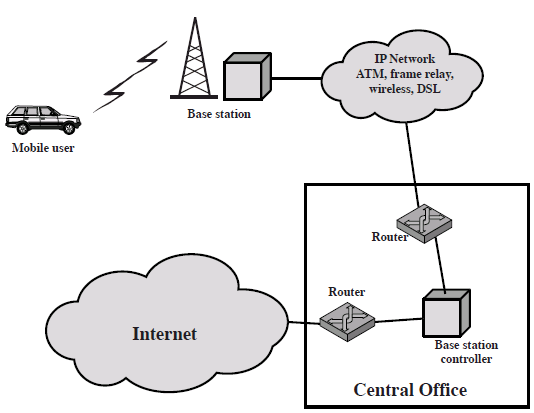 IP Network
ATM, frame relay,
wireless, DSL
Base station
Mobile user
Router
Router
Internet
Base station
controller
Central Office